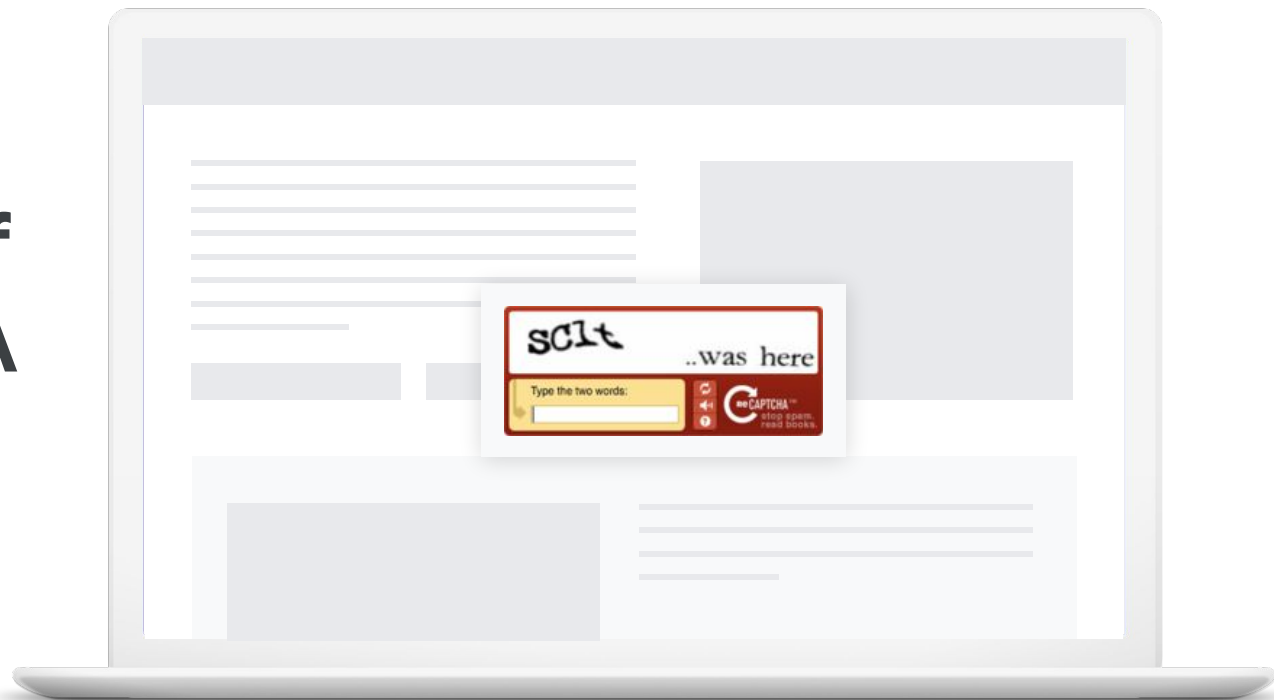 sclt
..was here
Type the two words:
reCAPTCHA™
stop spam.
read books.